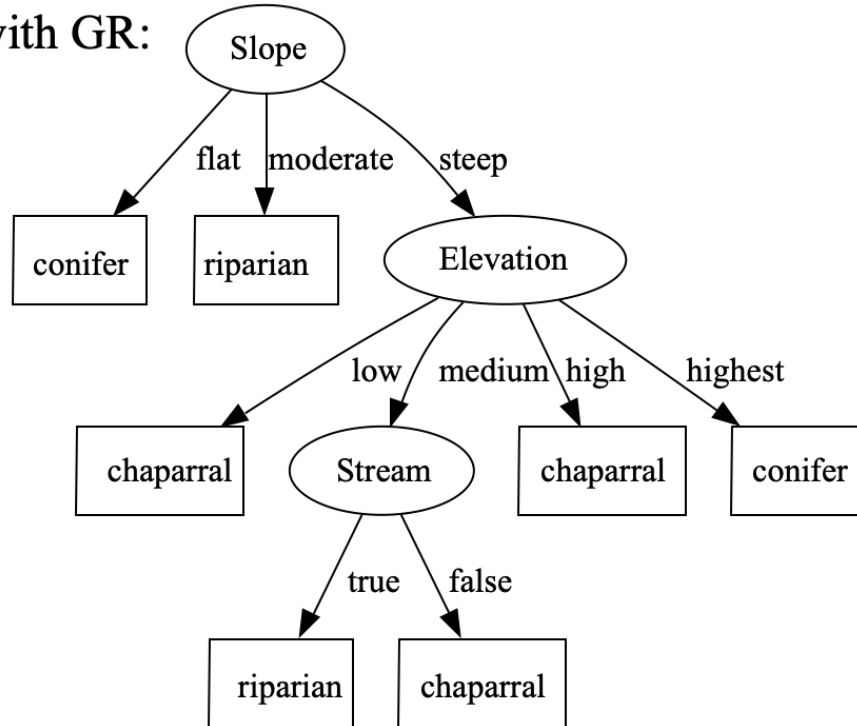 with GR:
Slope
flat moderate steep
conifer riparian Elevation
low medium high highest
chaparral Stream chaparral conifer
true false
riparian chaparral